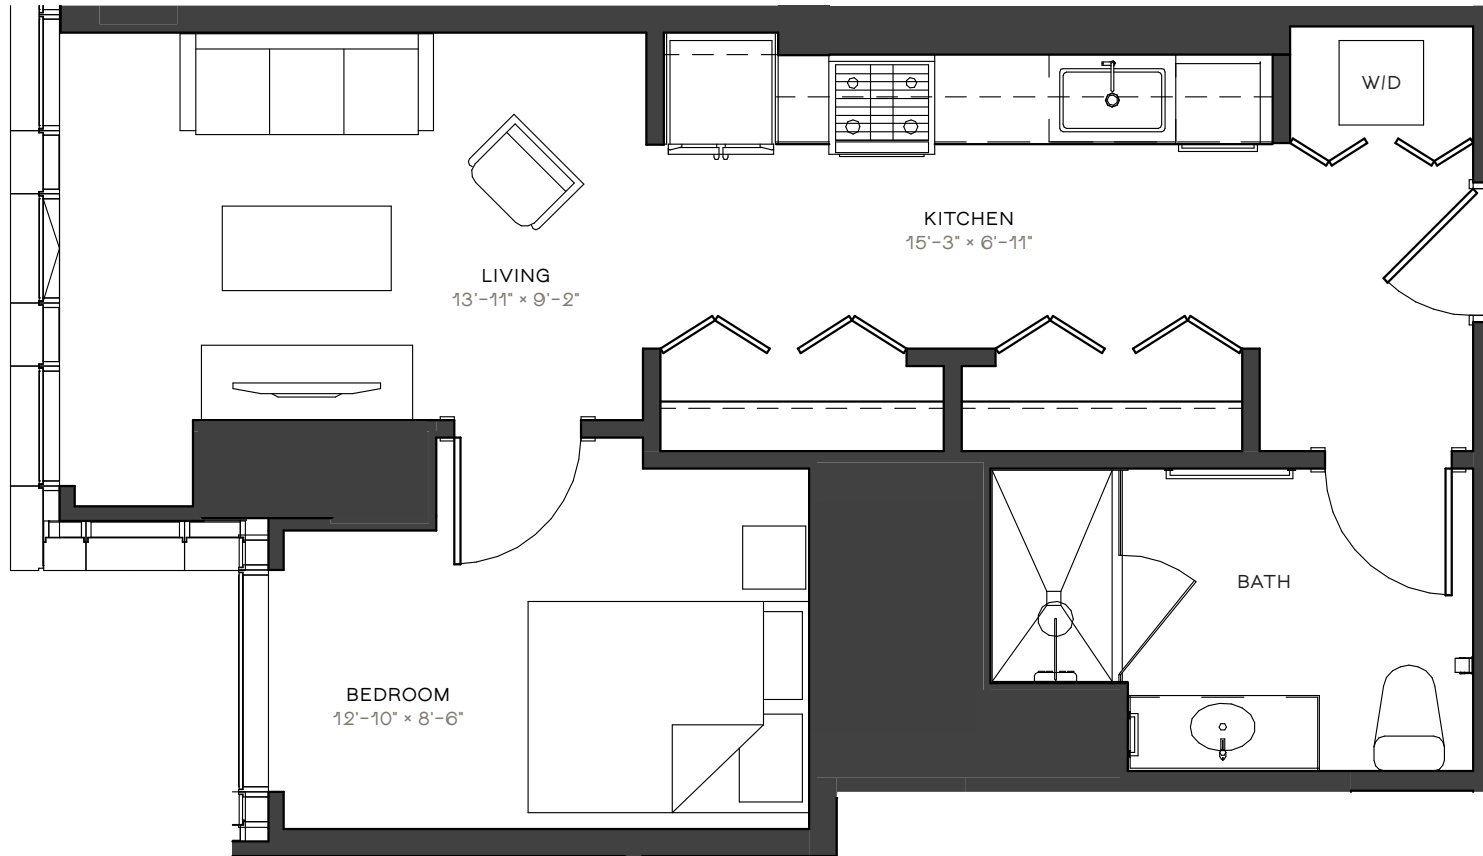 W/D
KITCHEN
15'-3" × 6'-11"
LIVING
13'-11" × 9'-2"
BATH
BEDROOM
12'-10" × 8'-6"